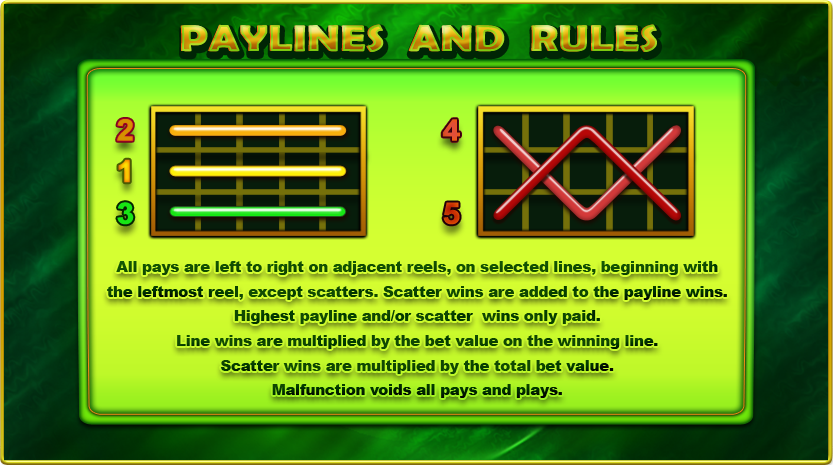 PAYLINES AND RULES
2
1
3
4
5
All pays are left to right on adjacent reels, on selected lines, beginning with
the leftmost reel, except scatters. Scatter wins are added to the payline wins.
Highest payline and/or scatter wins only paid.
Line wins are multiplied by the bet value on the winning line.
Scatter wins are multiplied by the total bet value.
Malfunction voids all pays and plays.